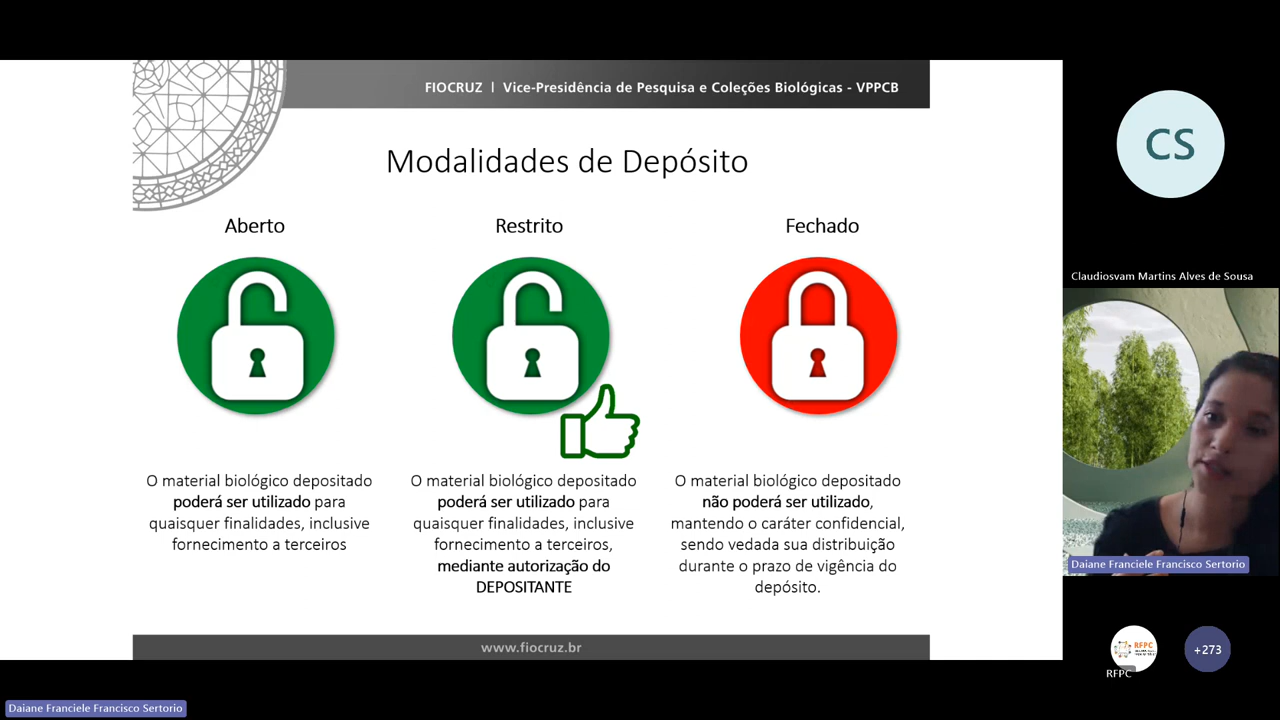 FIOCRUZ | Vice-Presidência de Pesquisa e Coleções Biológicas - VPPCB
Modalidades de Depósito
Aberto
Restrito
Fechado
O material biológico depositado
poderá ser utilizado para
quaisquer finalidades, inclusive
fornecimento a terceiros
O material biológico depositado
poderá ser utilizado para
quaisquer finalidades, inclusive
fornecimento a terceiros,
mediante autorização do
DEPOSITANTE
O material biológico depositado
não poderá ser utilizado,
mantendo o caráter confidencial,
sendo vedada sua distribuição
durante o prazo de vigência do
depósito.
www.fiocruz.br
CS
Claudiosvam Martins Alves de Sousa
Daiane Franciele Francisco Sertorio
RFPC
RFPC
+273
Daiane Franciele Francisco Sertorio